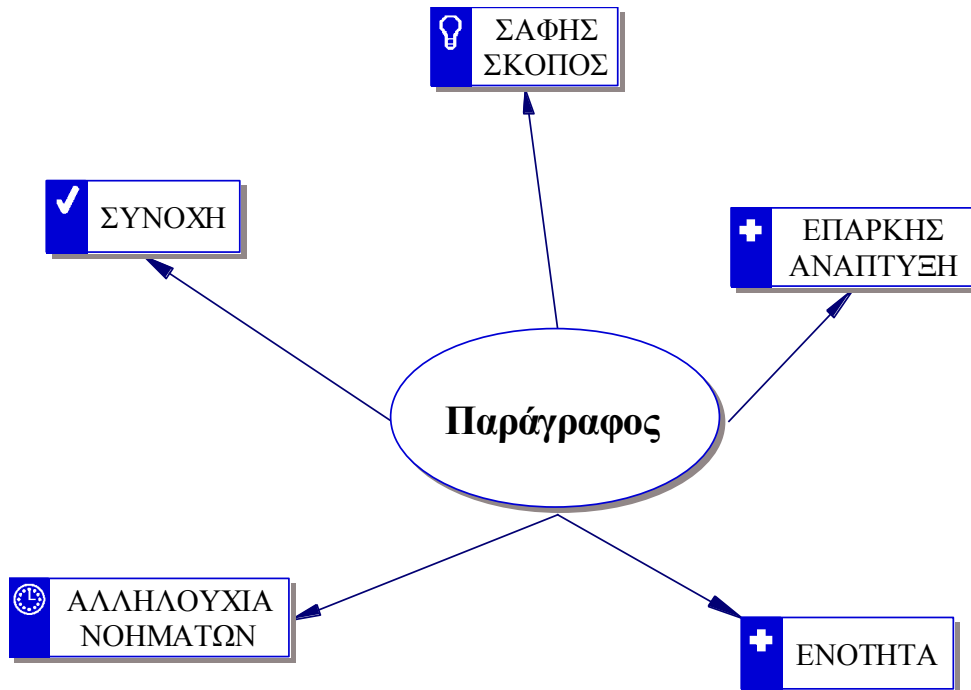 ΣΑΦΗΣ
ΣΚΟΠΟΣ
ΣΥΝΟΧΗ
ΕΠΑΡΚΗΣ
ΑΝΑΠΤΥΞΗ
Παράγραφος
ΑΛΛΗΛΟΥΧΙΑ
ΝΟΗΜΑΤΩΝ
ΕΝΟΤΗΤΑ